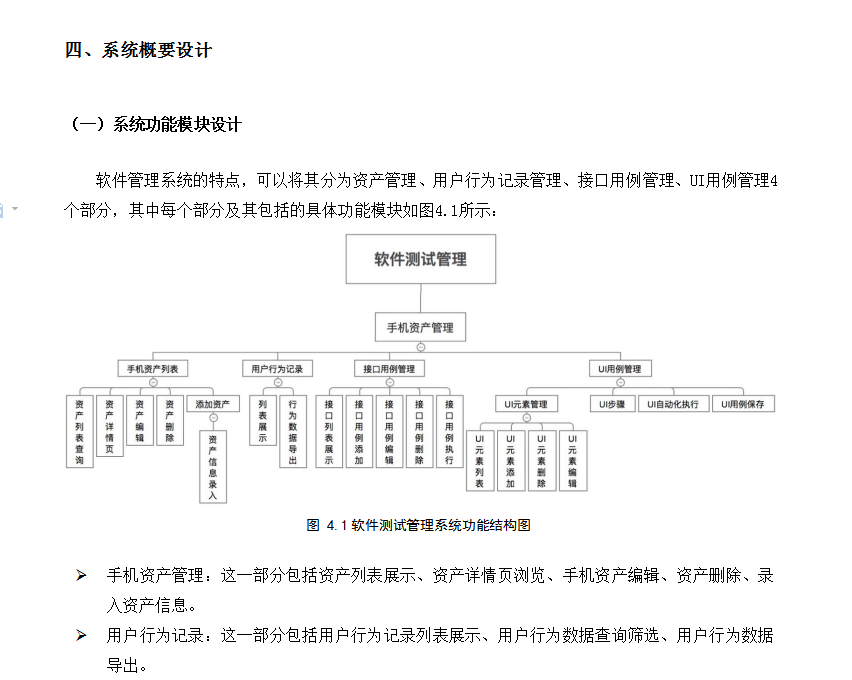 四、系统概要设计
（一）系统功能模块设计
软件管理系统的特点，可以将其分为资产管理、用户行为记录管理、接口用例管理、UI用例管理4
个部分，其中每个部分及其包括的具体功能模块如图4.1所示：
软件测试管理
手机资产管理
手机资产列表
用户行为记录
接口用例管理
UI用例管理
资产列表查询
资产详情页
资产编辑
资产删除
添加资产
资产信息录入
列表展示
行为数据导出
接口列表展示
接口用例添加
接口用例编辑
接口用例删除
接口用例执行
UI元素管理
UI步骤
UI自动化执行
UI用例保存
UI元素列表
UI元素添加
UI元素删除
UI元素编辑
图 4.1软件测试管理系统功能结构图
➢ 手机资产管理：这一部分包括资产列表展示、资产详情页浏览、手机资产编辑、资产删除、录
入资产信息。
➢ 用户行为记录：这一部分包括用户行为记录列表展示、用户行为数据查询筛选、用户行为数据
导出。